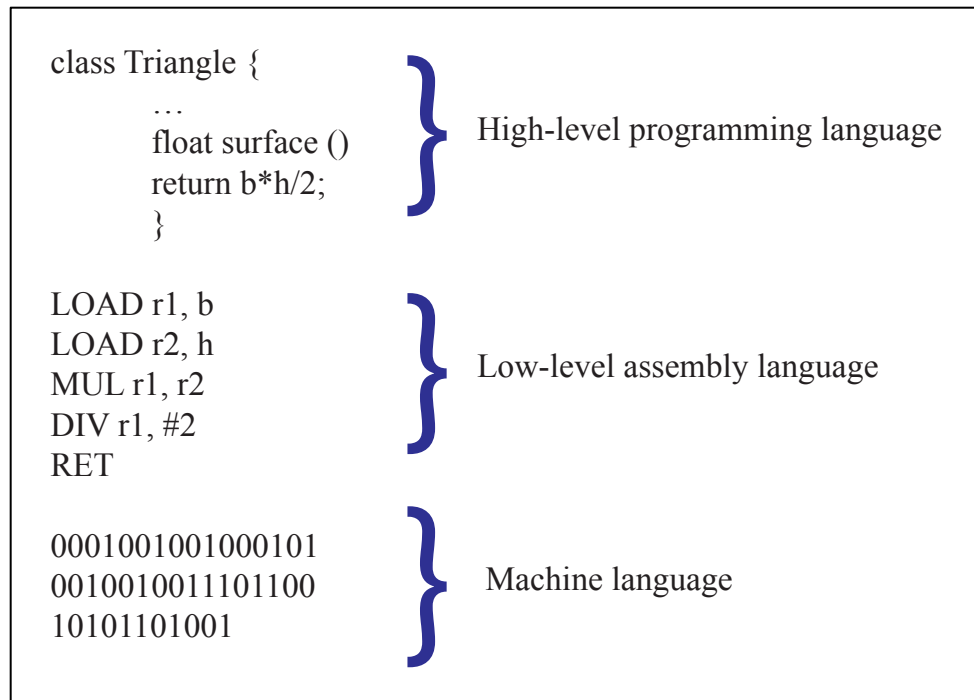 class Triangle {
…
float surface ()
return b*h/2;
}
High-level programming language
LOAD r1, b
LOAD r2, h
MUL r1, r2
DIV r1, #2
RET
Low-level assembly language
0001001001000101
0010010011101100
10101101001
Machine language